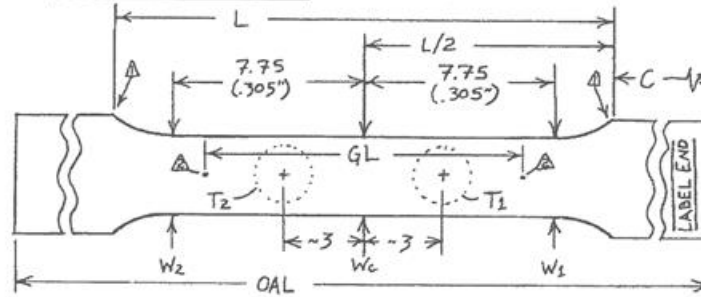 L
L/2
7.75
(.305")
7.75
(.305")
C
GL
T2
T1
LABEL END
~3
~3
W2
Wc
W1
OAL